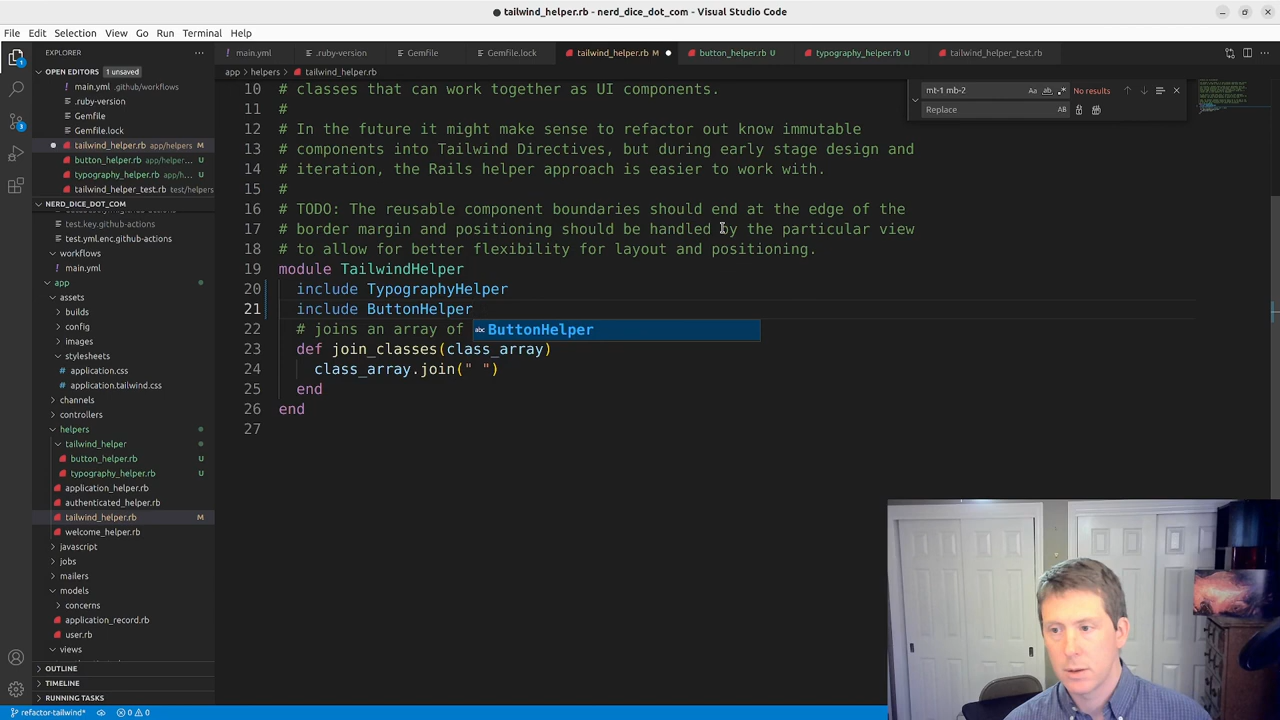 tailwind_helper.rb - nerd_dice_dot_com - Visual Studio Code
File Edit Selection View Go Run Terminal Help
EXPLORER
main.yml .ruby-version Gemfile Gemfile.lock tailwind_helper.rb M button_helper.rb U typography_helper.rb U tailwind_helper_test.rb
OPEN EDITORS 1 unsaved
main.yml .github/workflows
.ruby-version
Gemfile
Gemfile.lock
tailwind_helper.rb app/helpers M
button_helper.rb app/helper... U
typography_helper.rb app/h... U
tailwind_helper_test.rb test/helpers
NERD_DICE_DOT_COM
test.key.github-actions
test.yml.enc.github-actions
workflows
main.yml
app
assets
builds
config
images
stylesheets
application.css
application.tailwind.css
channels
controllers
helpers
tailwind_helper
button_helper.rb U
typography_helper.rb U
application_helper.rb
authenticated_helper.rb
tailwind_helper.rb M
welcome_helper.rb
javascript
jobs
mailers
models
concerns
application_record.rb
user.rb
views
OUTLINE
TIMELINE
RUNNING TASKS
refactor-tailwind* 0 0
app > helpers > tailwind_helper.rb
mt-1 mb-2 Aa ab .* No results
Replace AB
10 # classes that can work together as UI components.
11 #
12 # In the future it might make sense to refactor out know immutable
13 # components into Tailwind Directives, but during early stage design and
14 # iteration, the Rails helper approach is easier to work with.
15 #
16 # TODO: The reusable component boundaries should end at the edge of the
17 # border margin and positioning should be handled by the particular view
18 # to allow for better flexibility for layout and positioning.
19 module TailwindHelper
20 include TypographyHelper
21 include ButtonHelper
22 # joins an array of
abc ButtonHelper
23 def join_classes(class_array)
24 class_array.join(" ")
25 end
26 end
27